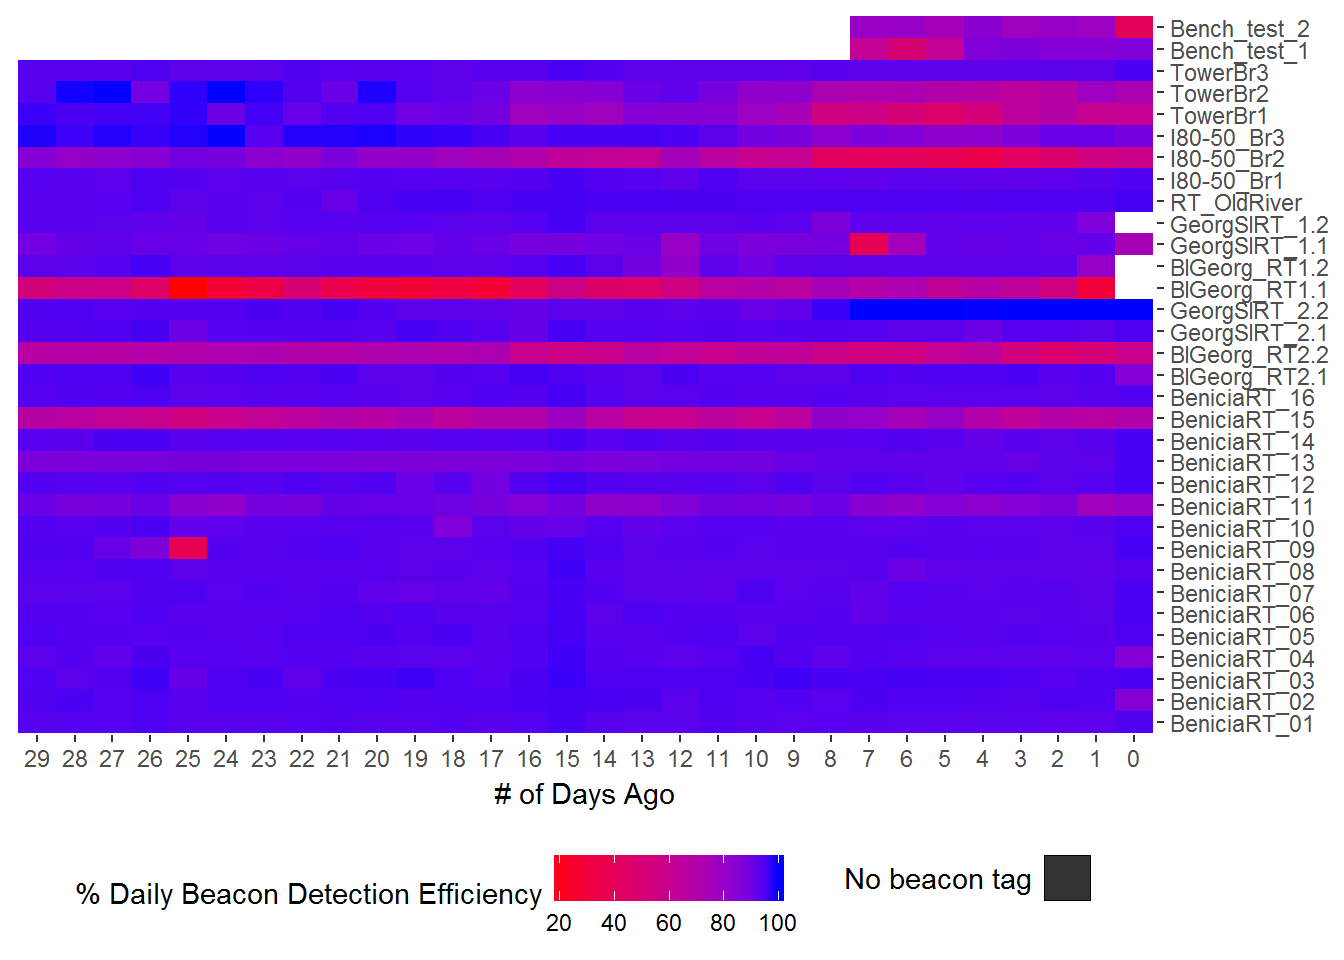 Bench_test_2
Bench_test_1
TowerBr3
TowerBr2
TowerBr1
I80-50_Br3
I80-50_Br2
I80-50_Br1
RT_OldRiver
GeorgSlRT_1.2
GeorgSlRT_1.1
BlGeorg_RT1.2
BlGeorg_RT1.1
GeorgSlRT_2.2
GeorgSlRT_2.1
BlGeorg_RT2.2
BlGeorg_RT2.1
BeniciaRT_16
BeniciaRT_15
BeniciaRT_14
BeniciaRT_13
BeniciaRT_12
BeniciaRT_11
BeniciaRT_10
BeniciaRT_09
BeniciaRT_08
BeniciaRT_07
BeniciaRT_06
BeniciaRT_05
BeniciaRT_04
BeniciaRT_03
BeniciaRT_02
BeniciaRT_01
29 28 27 26 25 24 23 22 21 20 19 18 17 16 15 14 13 12 11 10 9 8 7 6 5 4 3 2 1 0
# of Days Ago
% Daily Beacon Detection Efficiency
20 40 60 80 100
No beacon tag